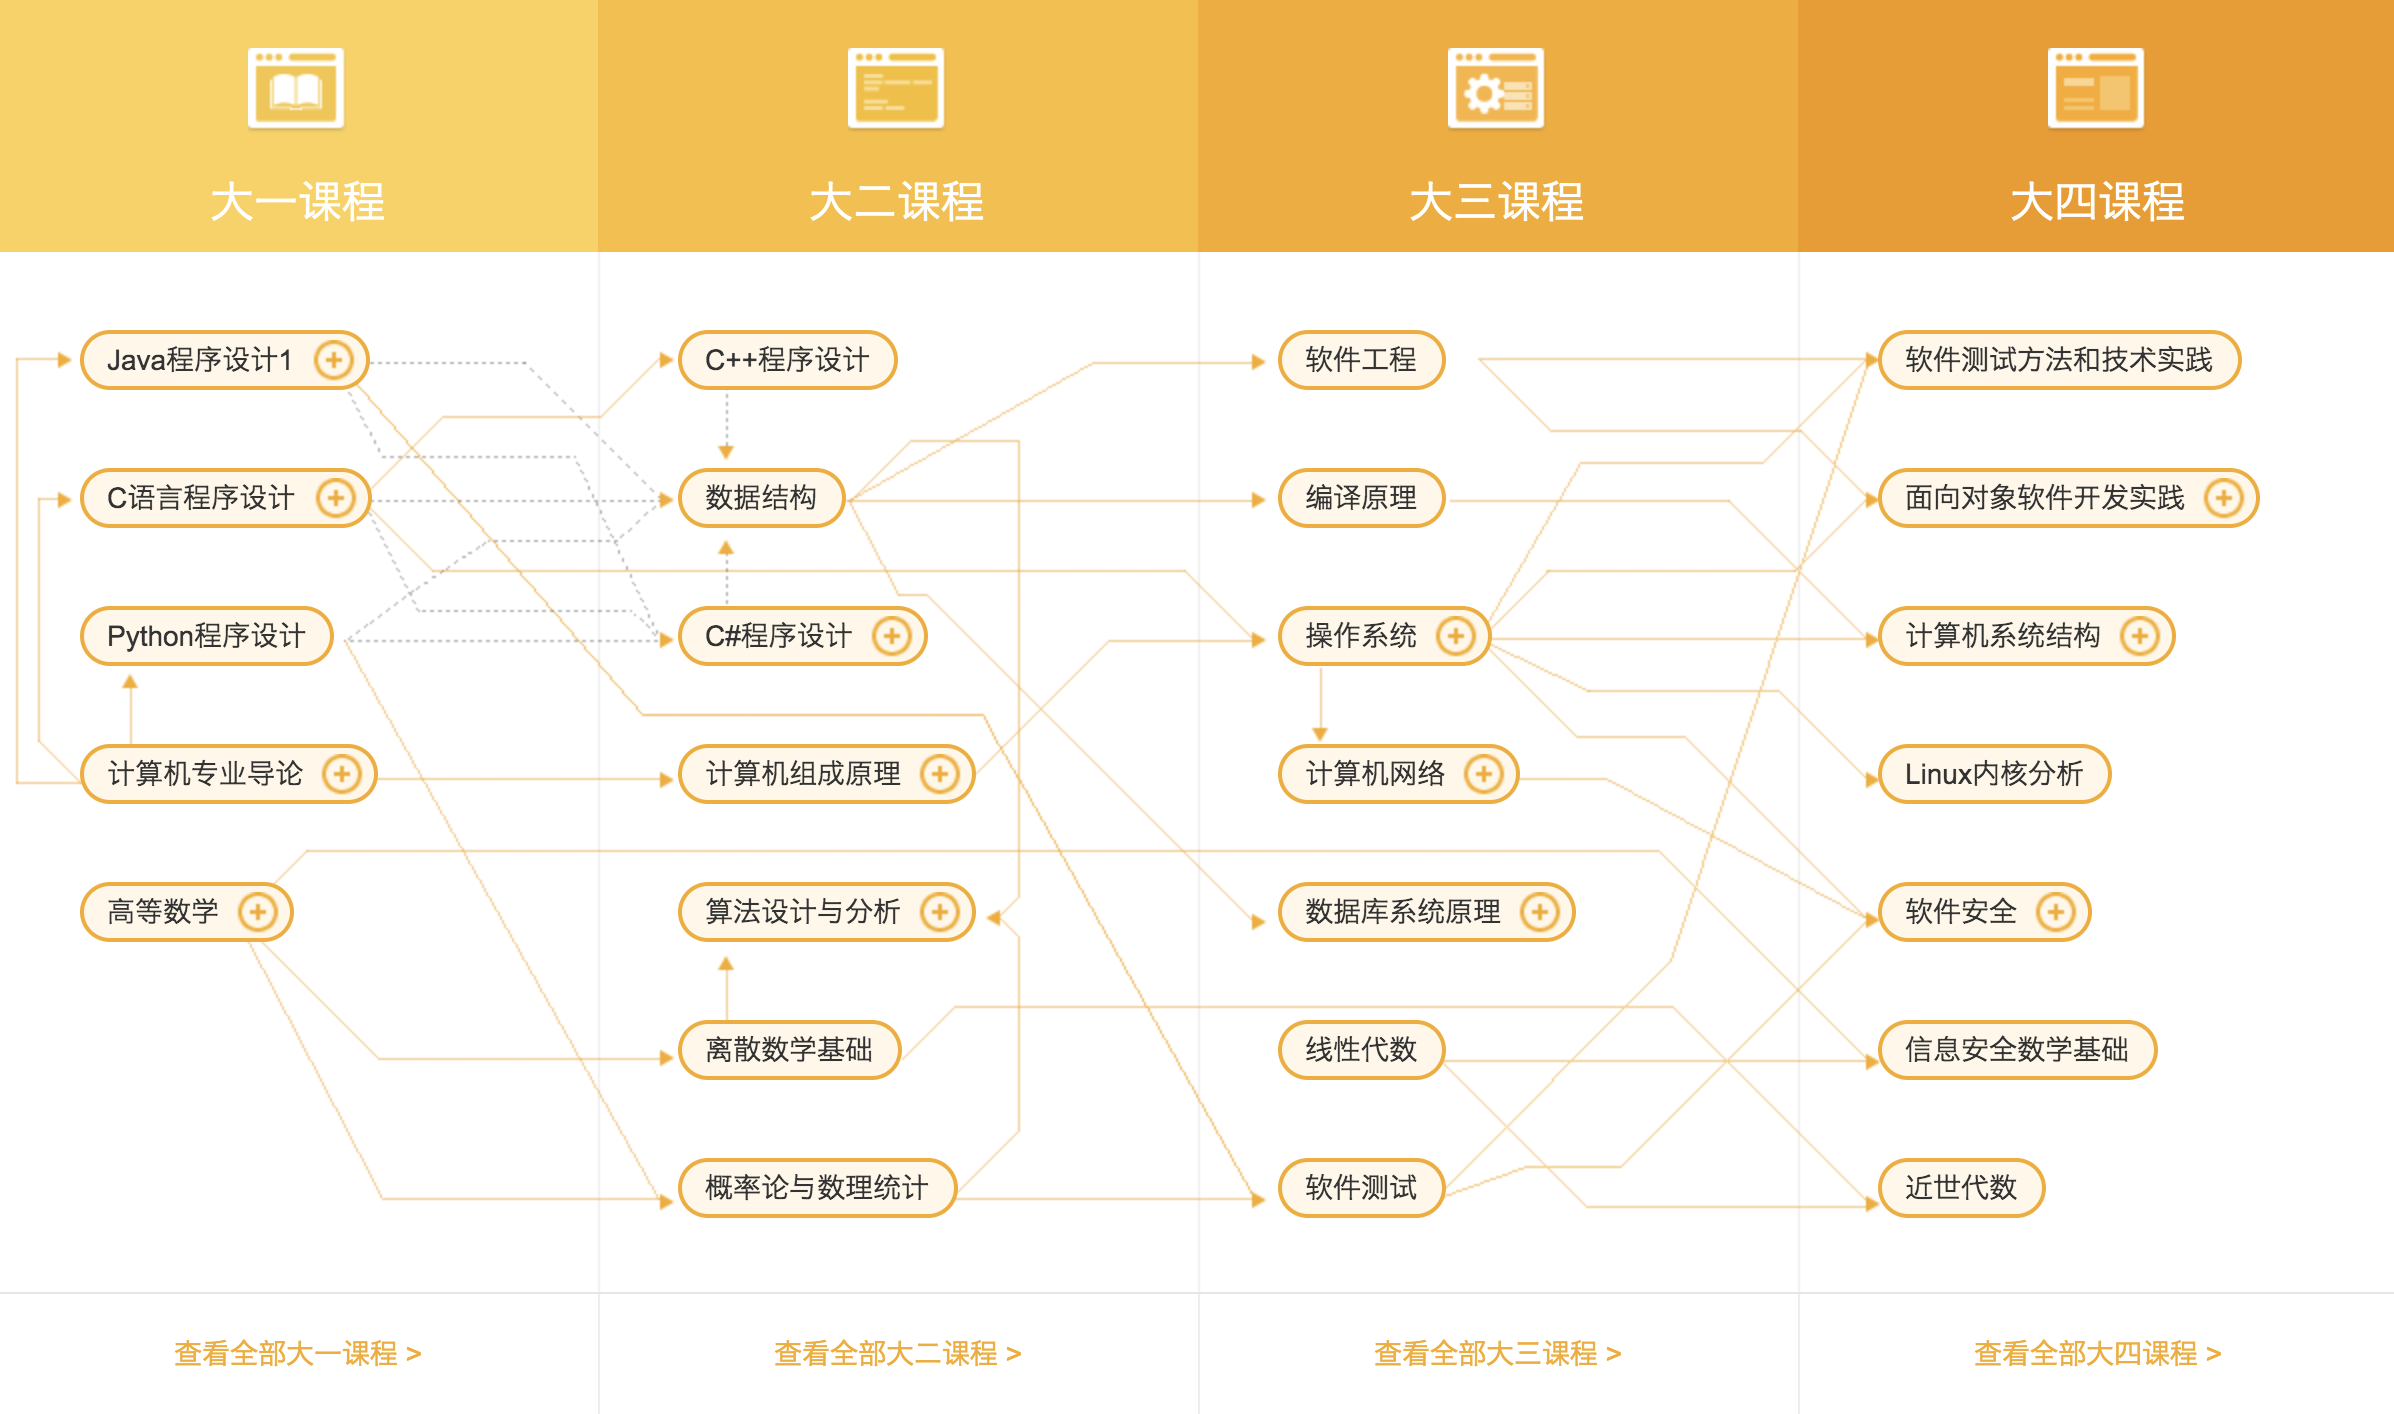 大一课程
大二课程
大三课程
大四课程
Java程序设计1
C++程序设计
软件工程
软件测试方法和技术实践
C语言程序设计
数据结构
编译原理
面向对象软件开发实践
Python程序设计
C#程序设计
操作系统
计算机系统结构
计算机专业导论
计算机组成原理
计算机网络
Linux内核分析
高等数学
算法设计与分析
数据库系统原理
软件安全
离散数学基础
线性代数
信息安全数学基础
概率论与数理统计
软件测试
近世代数
查看全部大一课程 >
查看全部大二课程 >
查看全部大三课程 >
查看全部大四课程 >